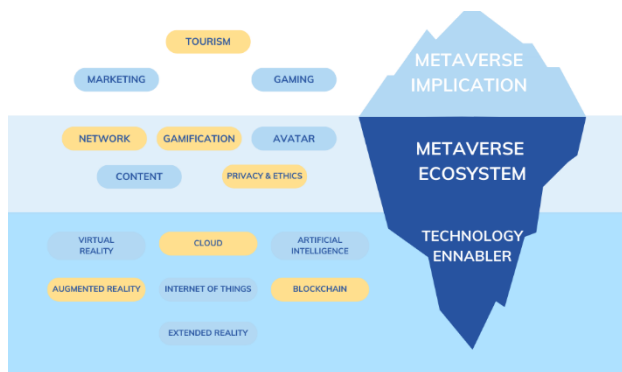 TOURISM
MARKETING
GAMING
METAVERSE
IMPLICATION
NETWORK
GAMIFICATION
AVATAR
CONTENT
PRIVACY & ETHICS
METAVERSE
ECOSYSTEM
VIRTUAL
REALITY
CLOUD
ARTIFICIAL
INTELLIGENCE
AUGMENTED REALITY
INTERNET OF THINGS
BLOCKCHAIN
EXTENDED REALITY
TECHNOLOGY
ENNABLER